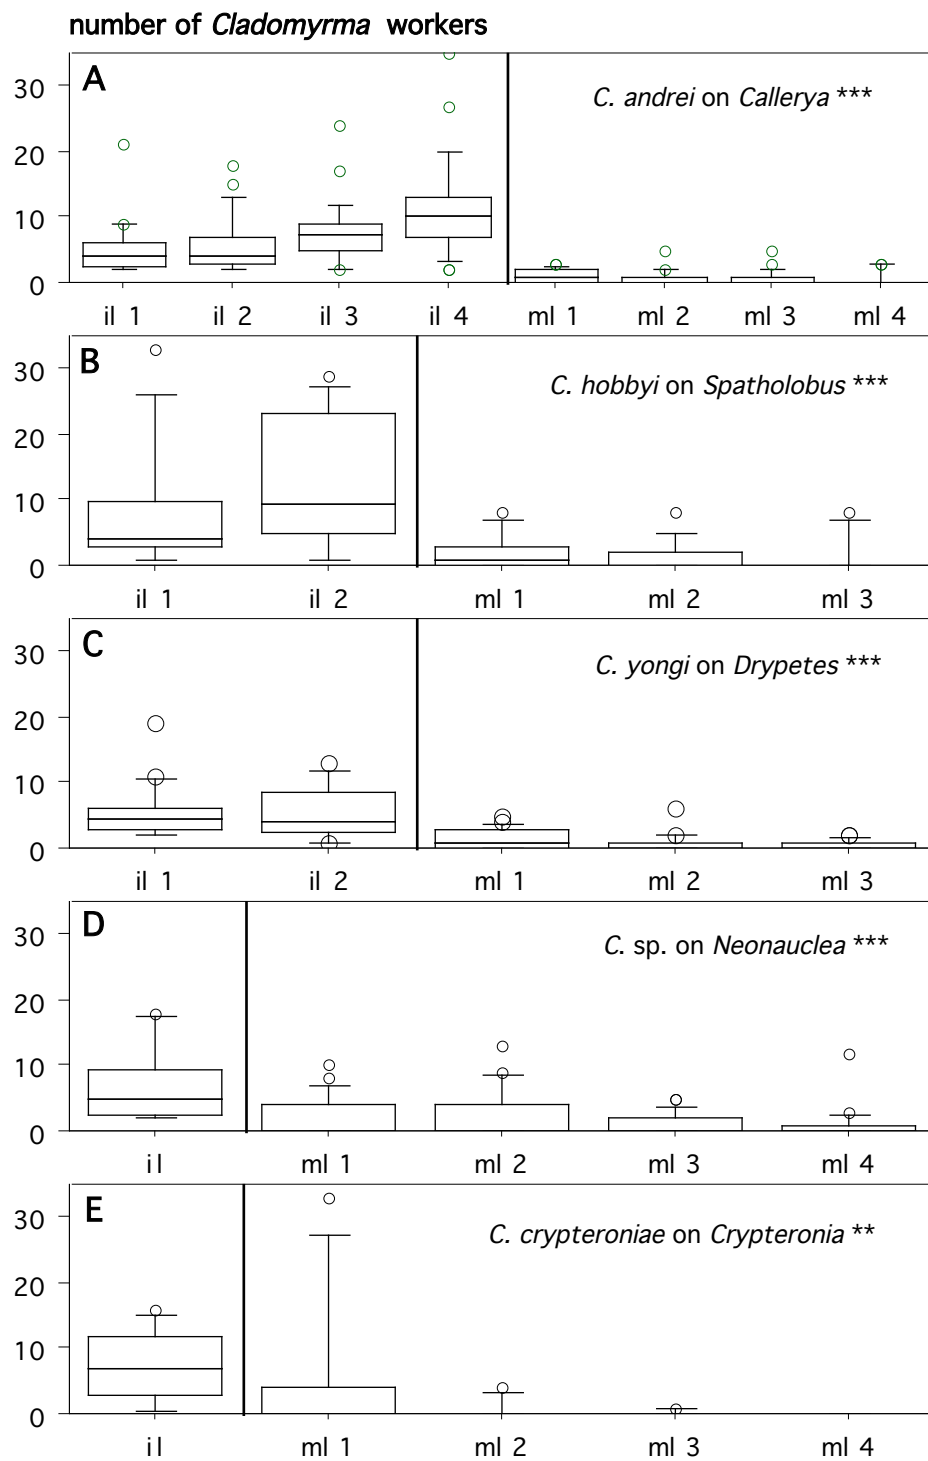 number of Cladomyrma workers
A
C. andrei on Callerya ***
30
20
10
0
il 1 il 2 il 3 il 4 ml 1 ml 2 ml 3 ml 4
B
C. hobbyi on Spatholobus ***
30
20
10
0
il 1 il 2 ml 1 ml 2 ml 3
C
C. yongi on Drypetes ***
30
20
10
0
il 1 il 2 ml 1 ml 2 ml 3
D
C. sp. on Neonauclea ***
30
20
10
0
il ml 1 ml 2 ml 3 ml 4
E
C. crypteroniae on Crypteronia **
30
20
10
0
il ml 1 ml 2 ml 3 ml 4